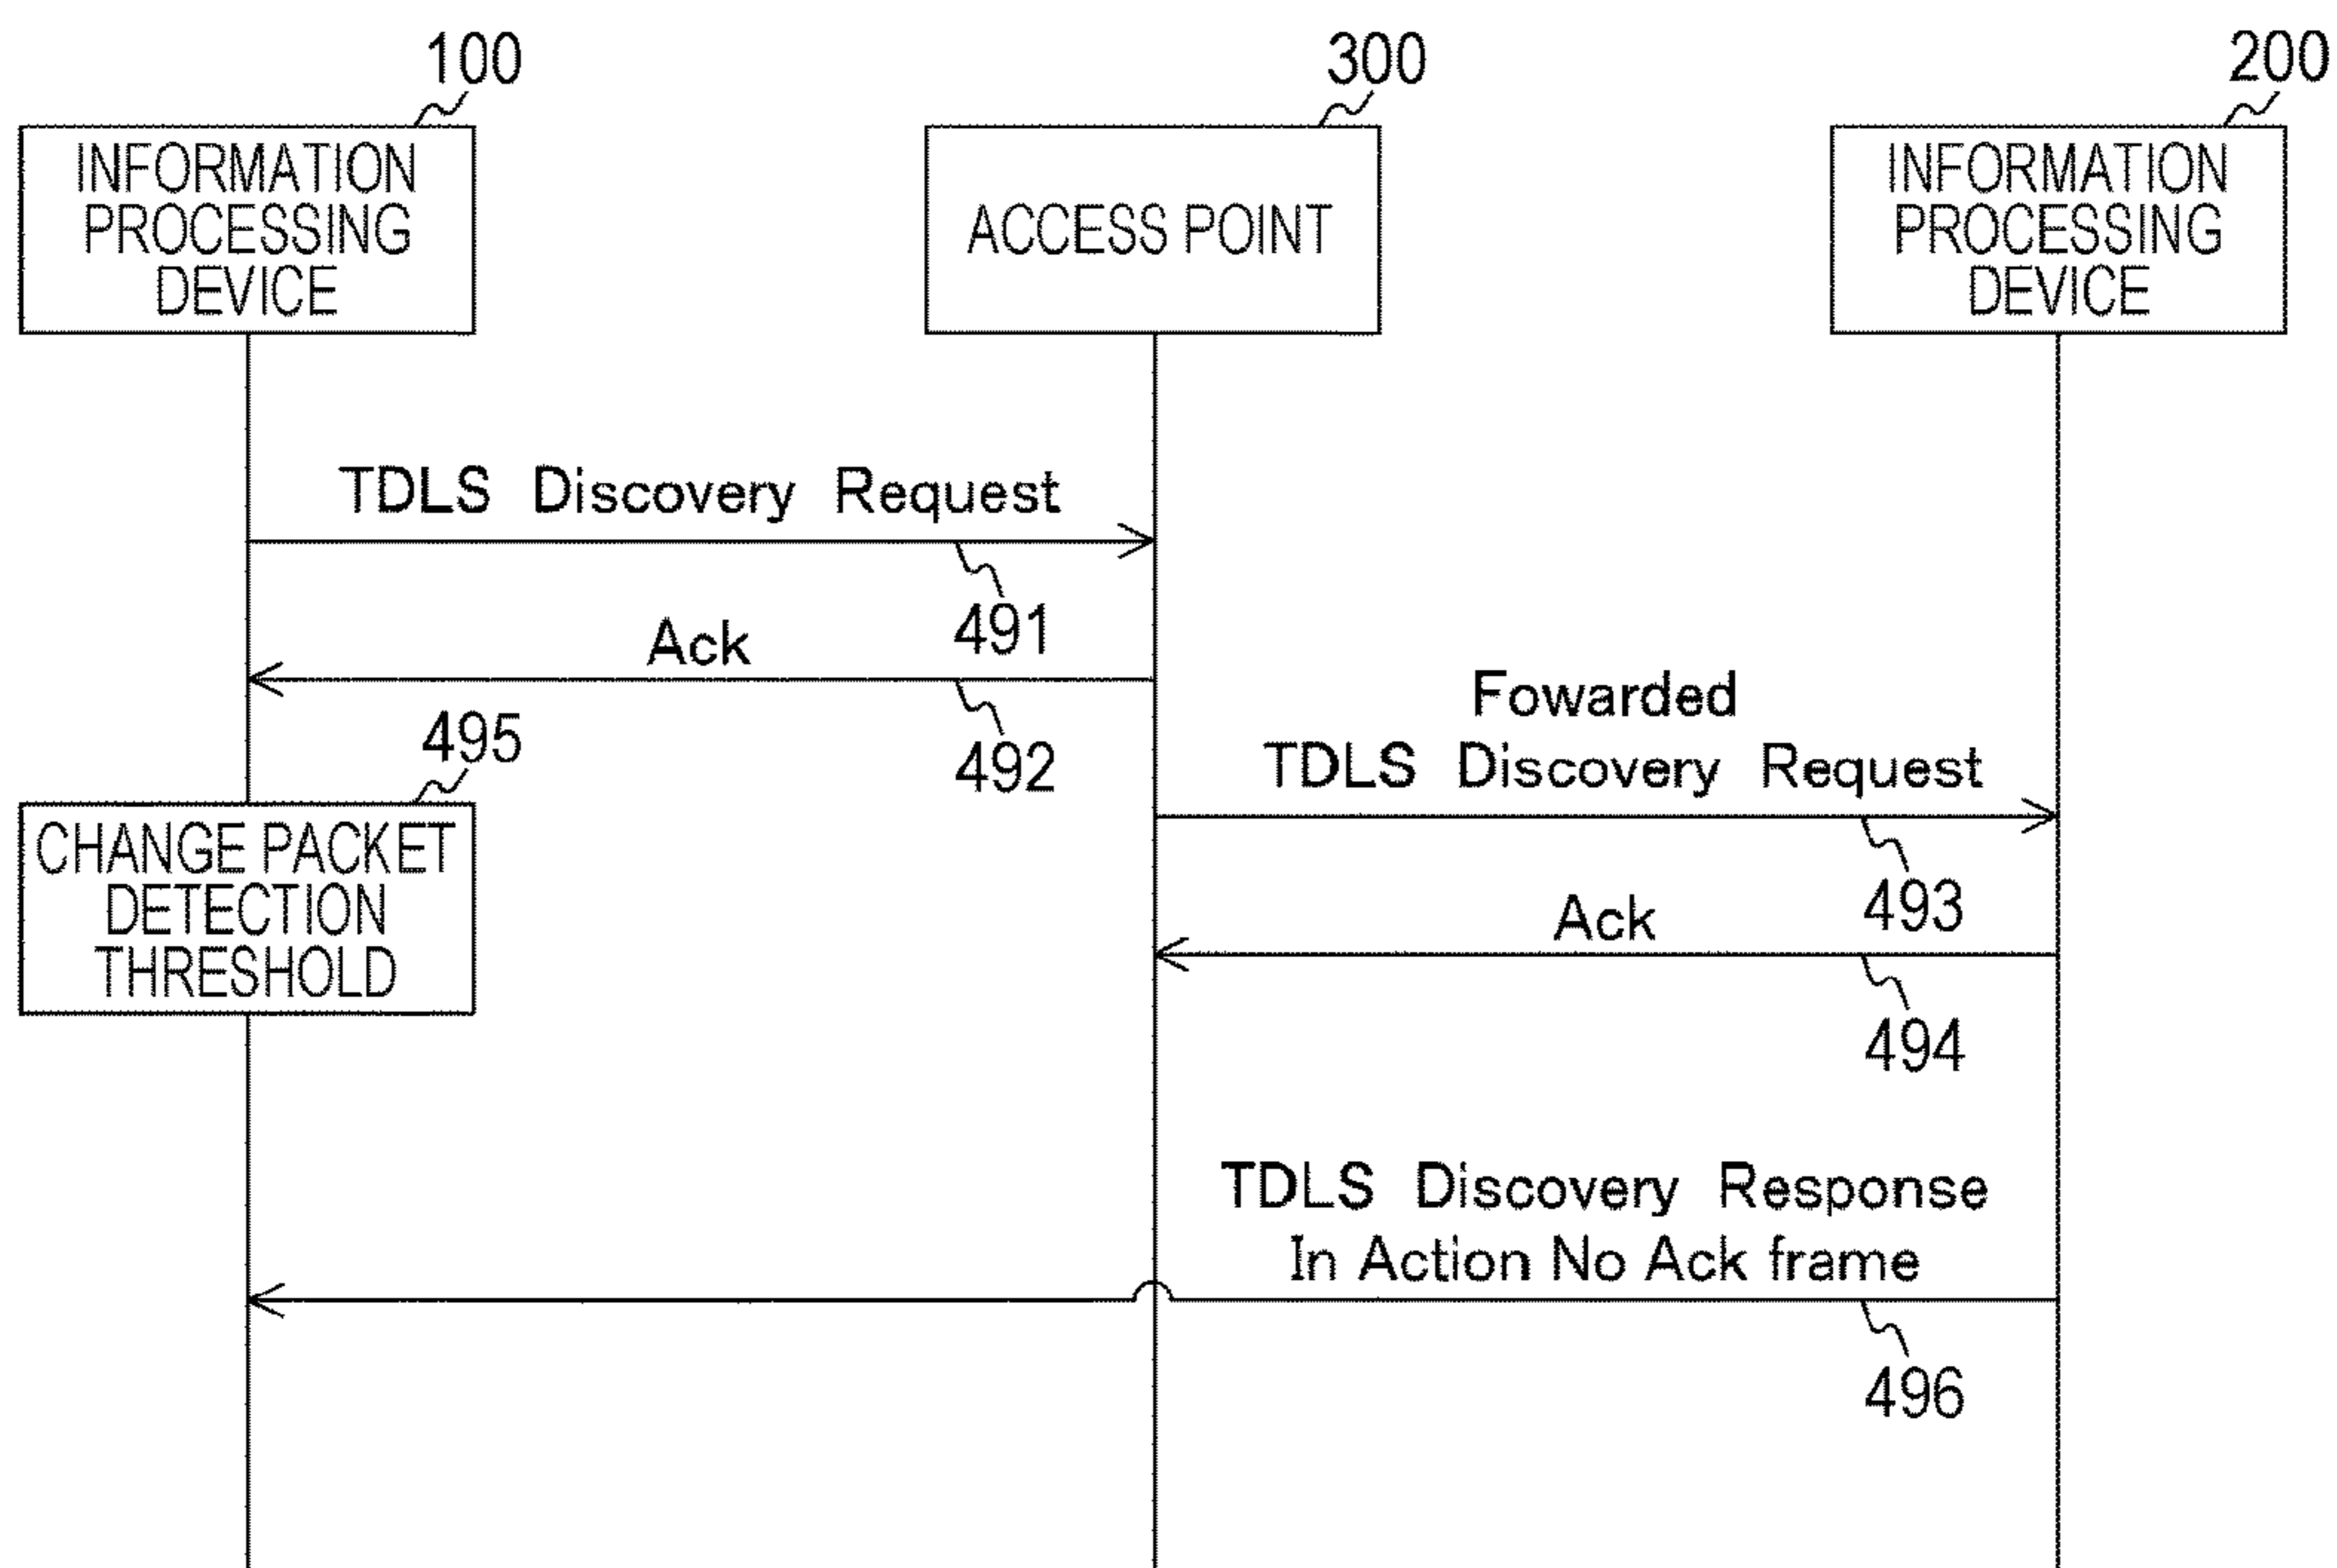 100
300
200
INFORMATION
PROCESSING
DEVICE
ACCESS POINT
INFORMATION
PROCESSING
DEVICE
TDLS Discovery Request
491
Ack
492
495
CHANGE PACKET
DETECTION
THRESHOLD
Fowarded
TDLS Discovery Request
493
Ack
494
TDLS Discovery Response
In Action No Ack frame
496